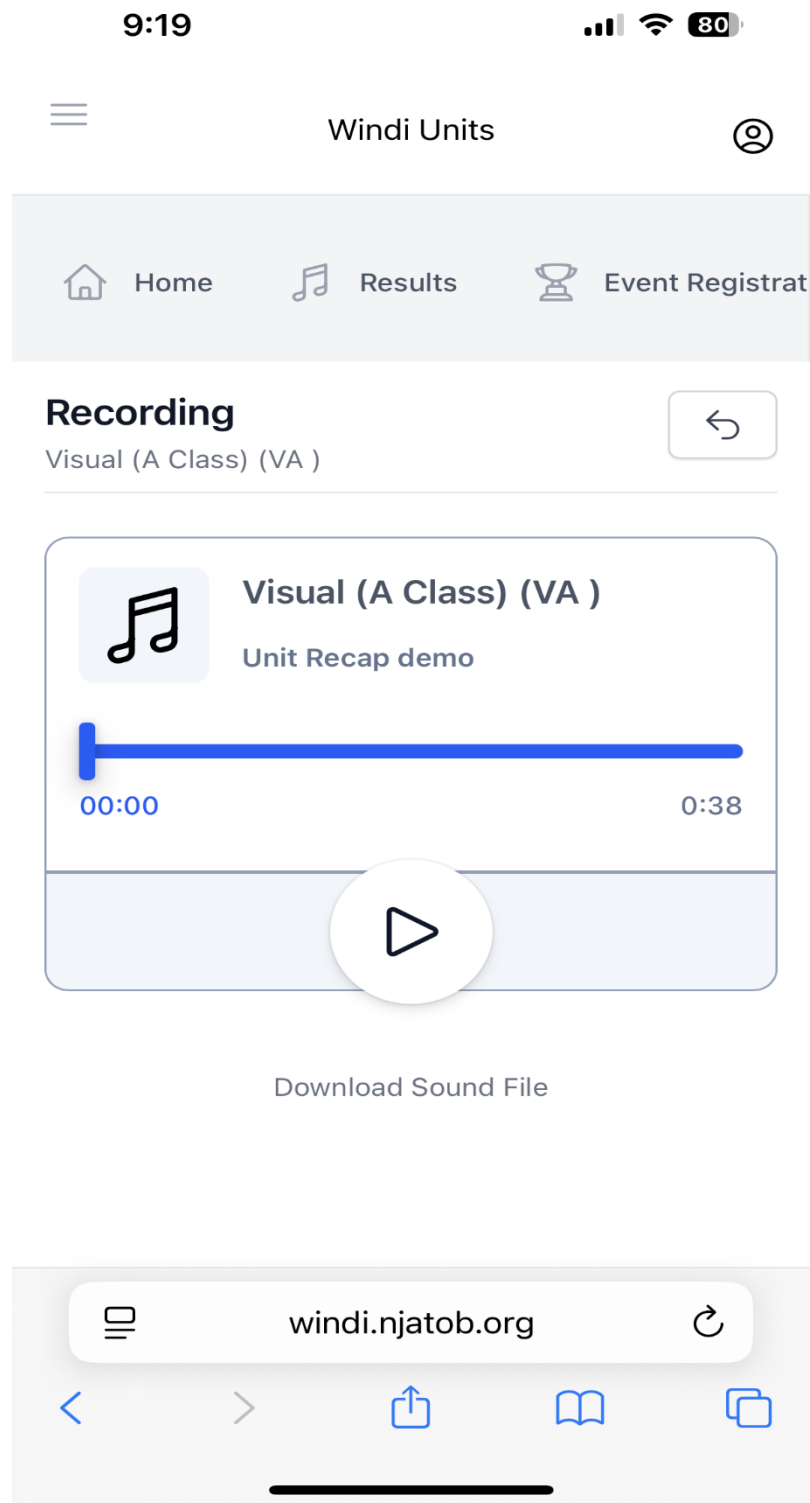 9:19
80
Windi Units
Home
Results
Event Registrat
Recording
Visual (A Class) (VA )
Visual (A Class) (VA )
Unit Recap demo
00:00
0:38
Download Sound File
windi.njatob.org